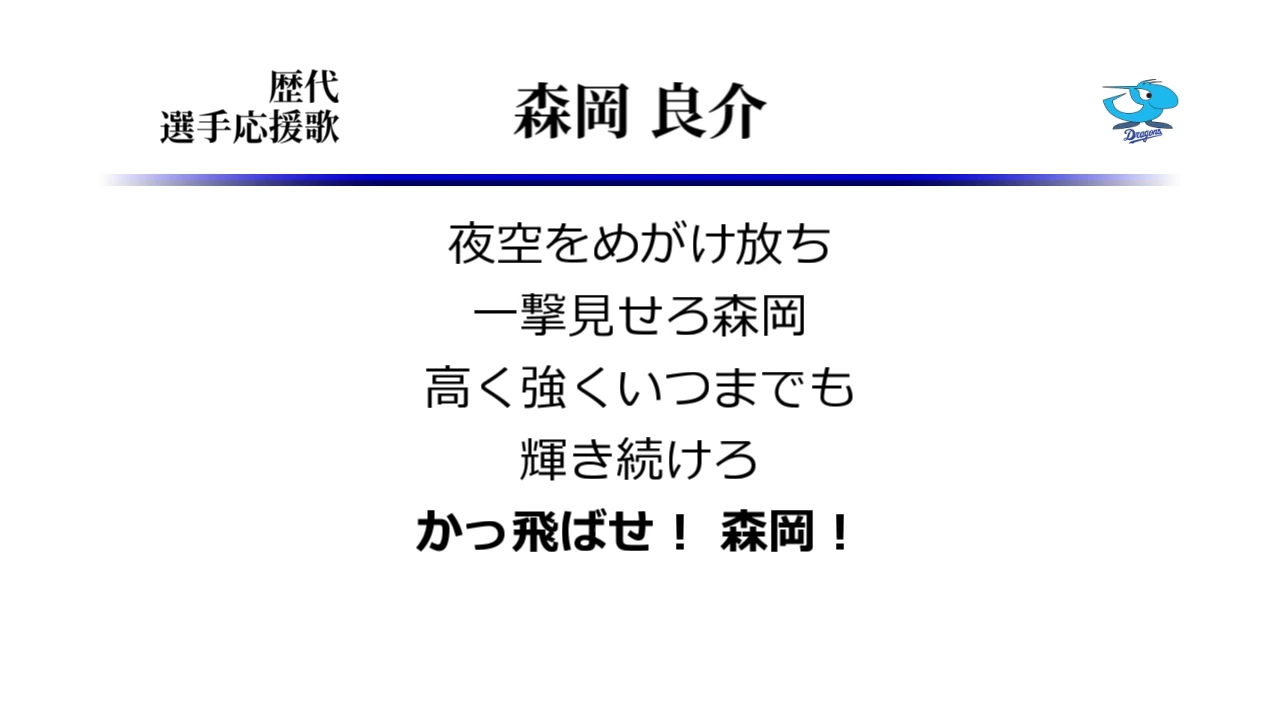 歴代
選手応援歌
森岡 良介
Dragons
夜空をめがけ放ち
一撃見せろ森岡
高く強くいつまでも
輝き続けろ
かっ飛ばせ！ 森岡！